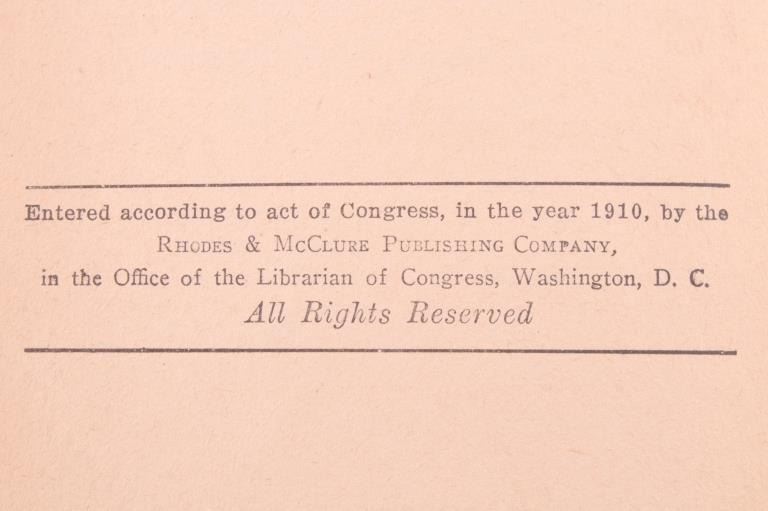 Entered according to act of Congress, in the year 1910, by the
RHODES & MCCLURE PUBLISHING COMPANY,
in the Office of the Librarian of Congress, Washington, D. C.
All Rights Reserved